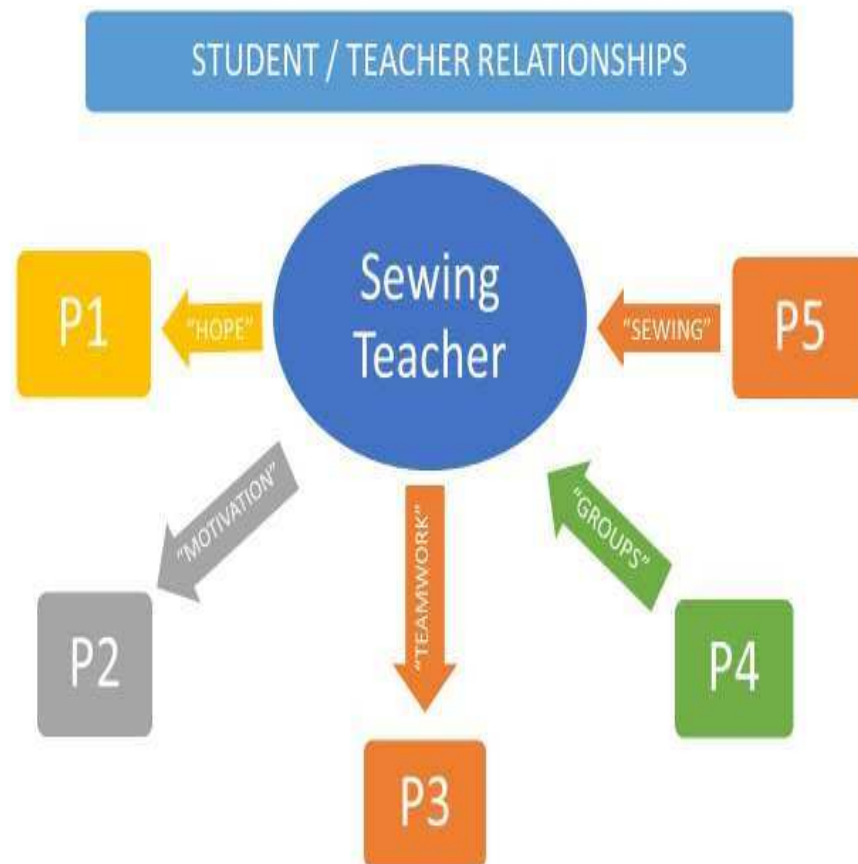 STUDENT / TEACHER RELATIONSHIPS
Sewing
Teacher
P1
"HOPE"
"SEWING"
P5
"MOTIVATION"
"TEAMWORK"
"GROUPS"
P2
P4
P3